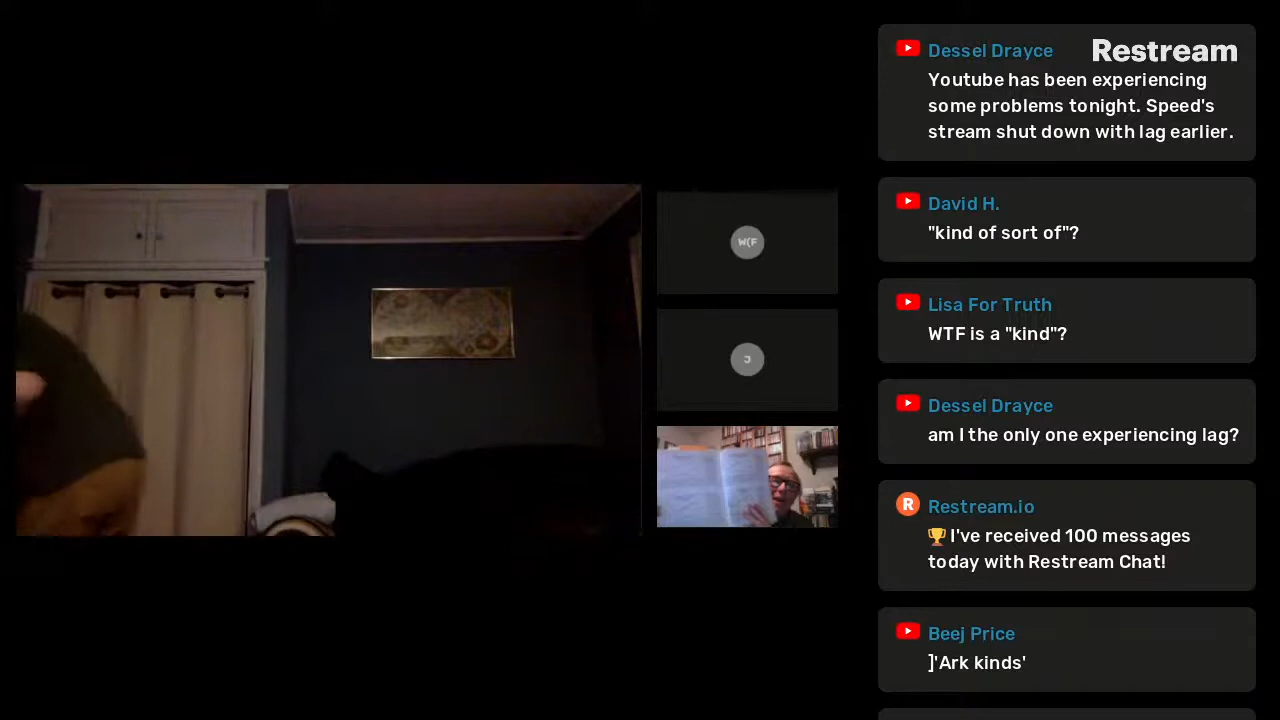 W(F
J
Restream
Dessel Drayce
Youtube has been experiencing
some problems tonight. Speed's
stream shut down with lag earlier.
David H.
"kind of sort of"?
Lisa For Truth
WTF is a "kind"?
Dessel Drayce
am I the only one experiencing lag?
R
Restream.io
🏆 I've received 100 messages
today with Restream Chat!
Beej Price
]'Ark kinds'